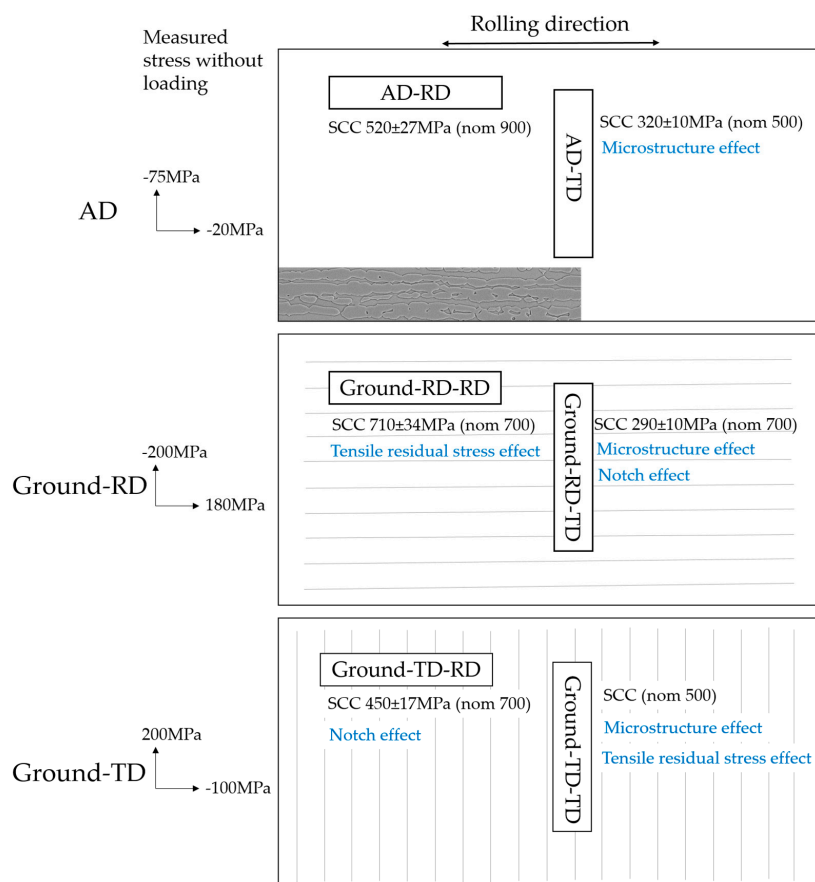 Rolling direction
Measured
stress without
loading
AD-RD
SCC 520±27MPa (nom 900)
AD-TD
SCC 320±10MPa (nom 500)
Microstructure effect
AD
-75MPa
-20MPa
Ground-RD-RD
SCC 710±34MPa (nom 700)
Tensile residual stress effect
Ground-RD-TD
SCC 290±10MPa (nom 700)
Microstructure effect
Notch effect
Ground-RD
-200MPa
180MPa
Ground-TD-RD
SCC 450±17MPa (nom 700)
Notch effect
Ground-TD-TD
SCC (nom 500)
Microstructure effect
Tensile residual stress effect
Ground-TD
200MPa
-100MPa